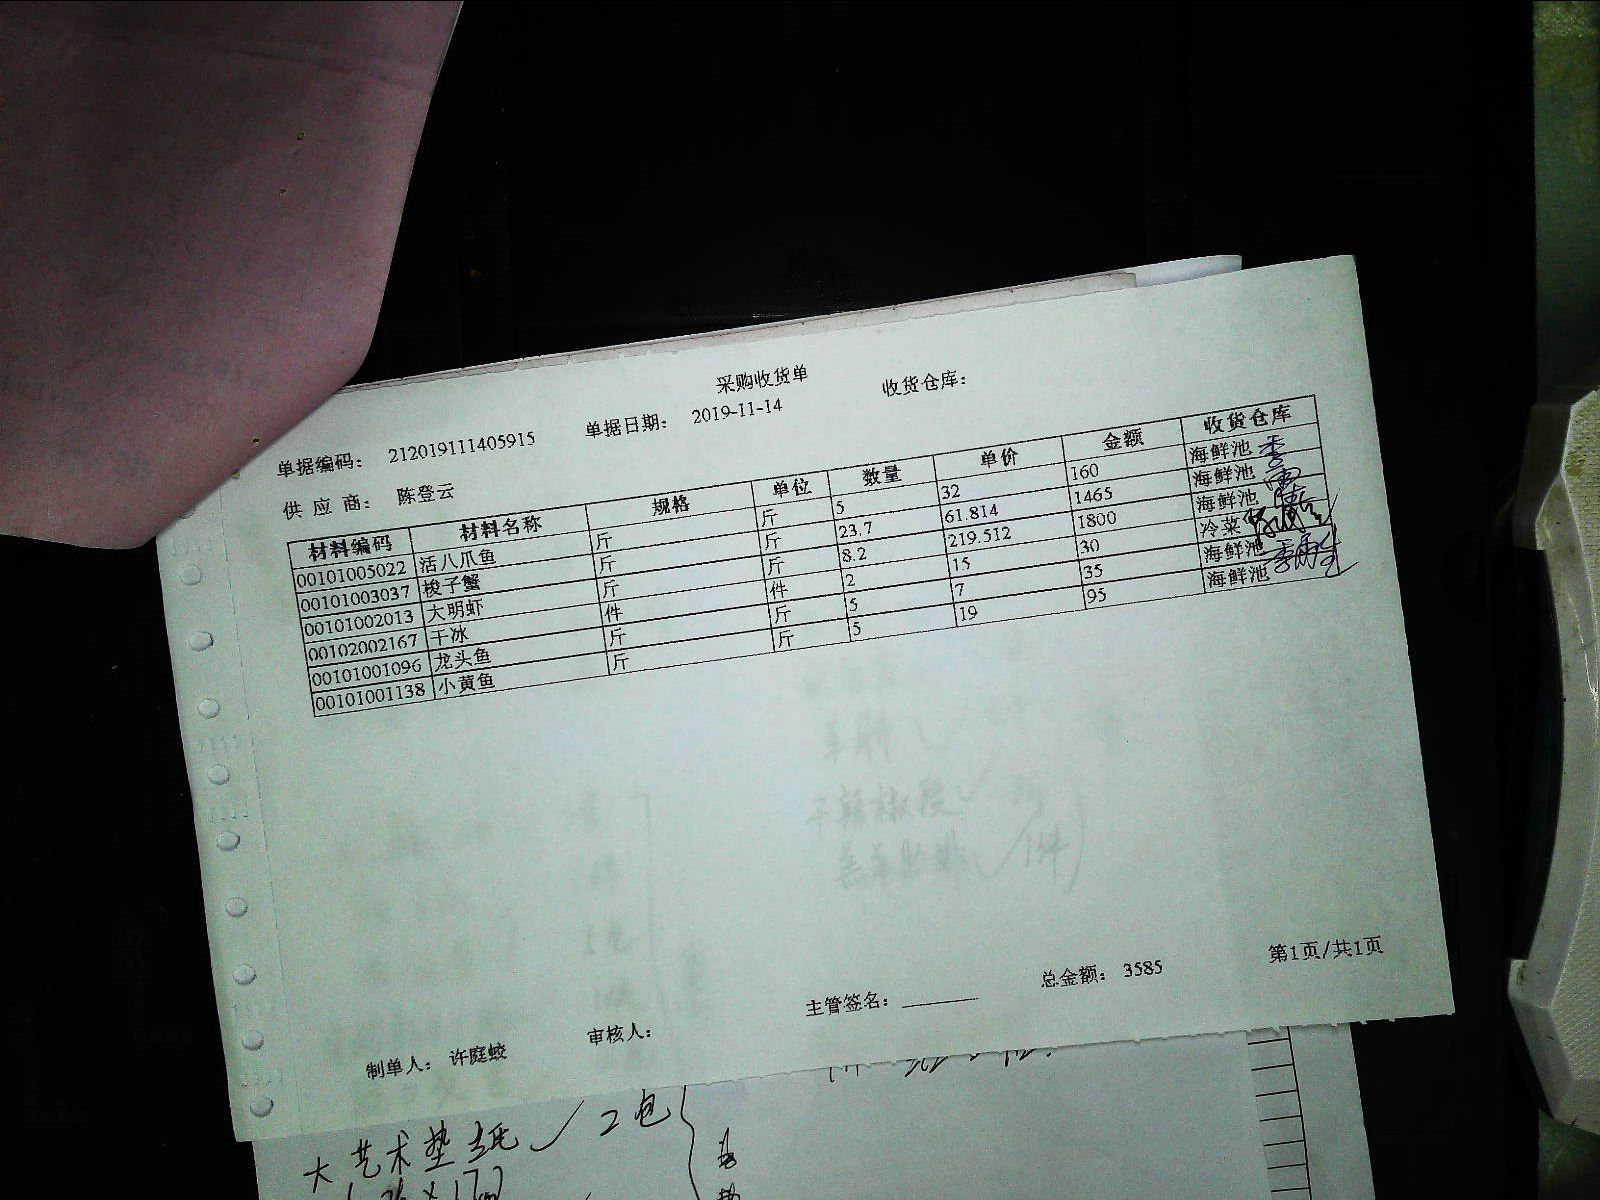 采购收货单
单据编码： 212019111405915 单据日期： 2019-11-14 收货仓库：
供 应 商： 陈登云
材料编码 材料名称 规格 单位 数量 单价 金额 收货仓库
00101005022 活八爪鱼 斤 斤 5 32 160 海鲜池
00101003037 梭子蟹 斤 斤 23.7 61.814 1465 海鲜池
00101002013 大明虾 斤 斤 8.2 219.512 1800 海鲜池
00102002167 干冰 件 件 2 15 30 冷菜
00101001096 龙头鱼 斤 斤 5 7 35 海鲜池
00101001138 小黄鱼 斤 斤 5 19 95 海鲜池
干辣椒段
制单人： 许庭蛟 审核人： 主管签名： 总金额： 3585 第1页/共1页
大艺术垫纸 2包